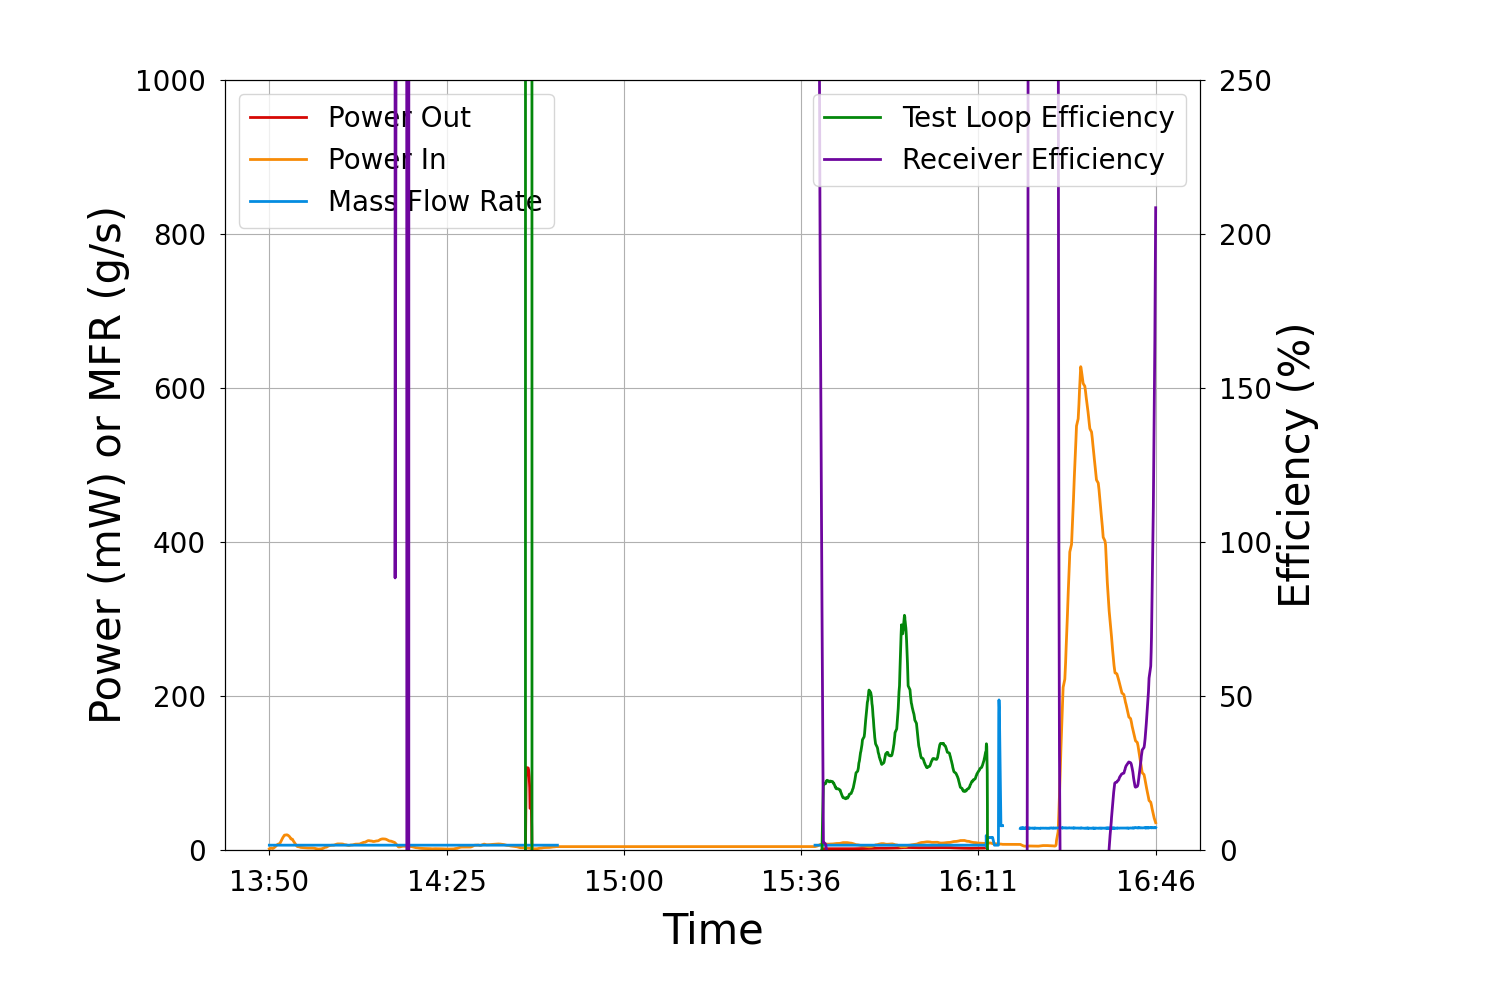 1000
800
600
400
200
0
Power (mW) or MFR (g/s)
Power Out
Power In
Mass Flow Rate
Test Loop Efficiency
Receiver Efficiency
250
200
150
100
50
0
Efficiency (%)
13:50 14:25 15:00 15:36 16:11 16:46
Time